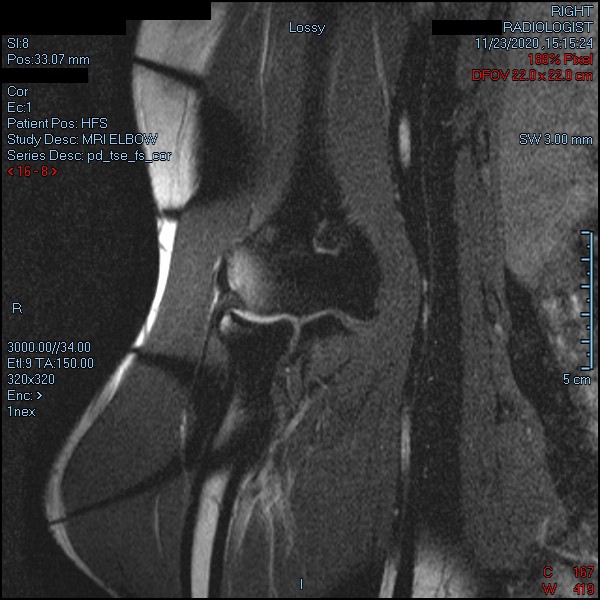 RIGHT
Lossy
RADIOLOGIST
SI:8
11/23/2020 ,15:15:24
Pos:33.07 mm
188% Pixel
DFOV 22.0 x 22.0 cm
Cor
Ec:1
Patient Pos: HFS
Study Desc: MRI ELBOW
SW 3.00 mm
Series Desc: pd_tse_fs_cor
< 16 - 8 >
R
3000.00//34.00
Etl:9 TA:150.00
320x320
5 cm
Enc: >
1nex
I
C 167
W 419